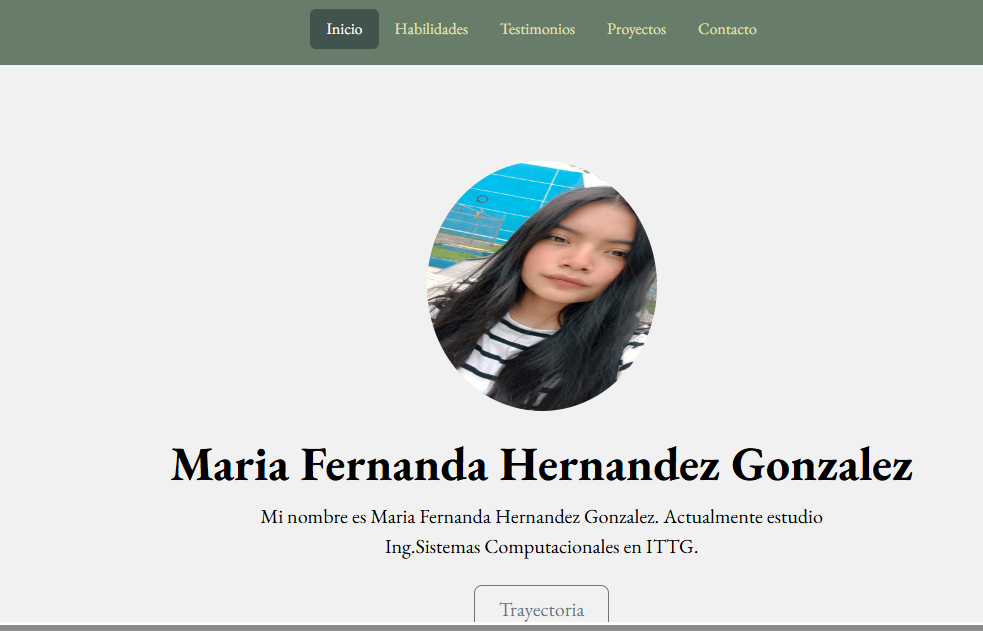 Inicio Habilidades Testimonios Proyectos Contacto
Maria Fernanda Hernandez Gonzalez
Mi nombre es Maria Fernanda Hernandez Gonzalez. Actualmente estudio
Ing.Sistemas Computacionales en ITTG.
Trayectoria